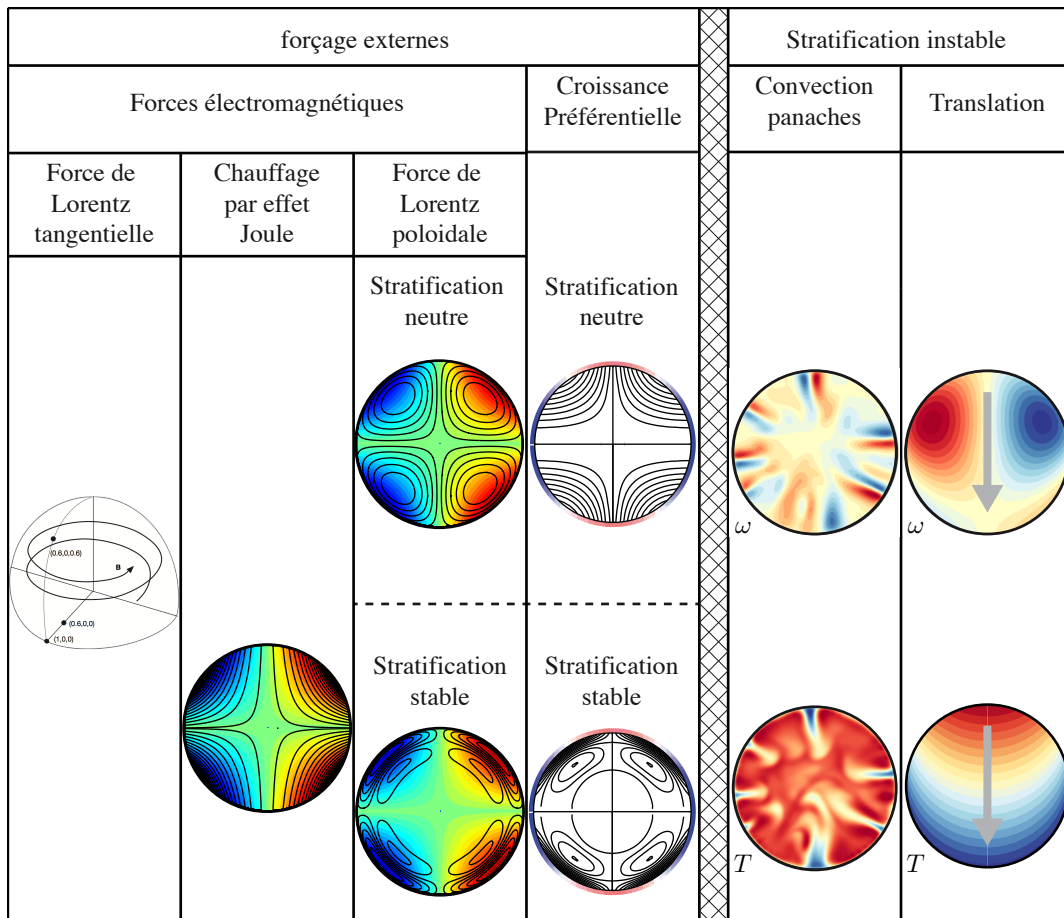 forçage externes
Stratification instable
Forces électromagnétiques
Croissance
Préférentielle
Convection
panaches
Translation
Force de
Lorentz
tangentielle
Chauffage
par effet
Joule
Force de
Lorentz
poloidale
Stratification
neutre
Stratification
neutre
ω
ω
(0.6,0,0.6)
B
(0.6,0,0)
(1,0,0)
Stratification
stable
Stratification
stable
T
T